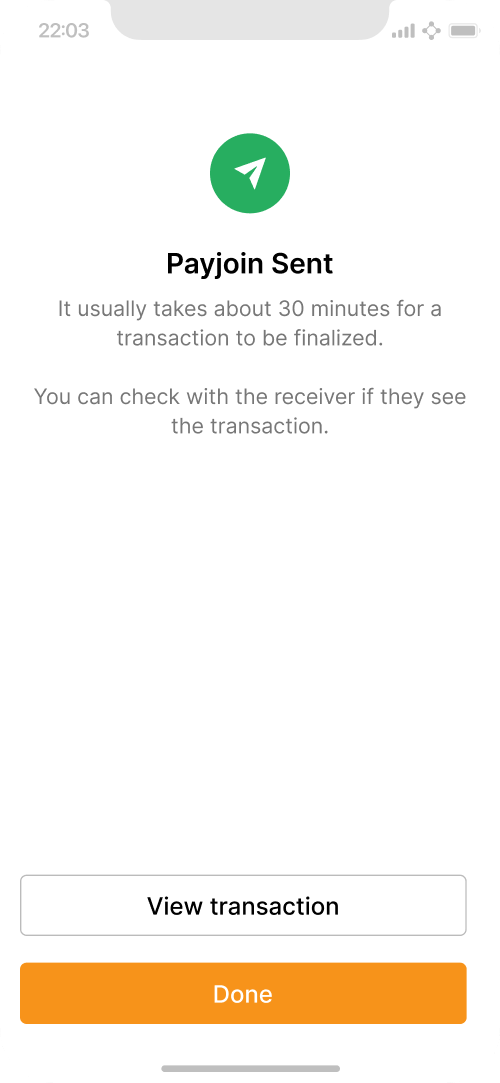 22:03
Payjoin Sent
It usually takes about 30 minutes for a
transaction to be finalized.
You can check with the receiver if they see
the transaction.
View transaction
Done